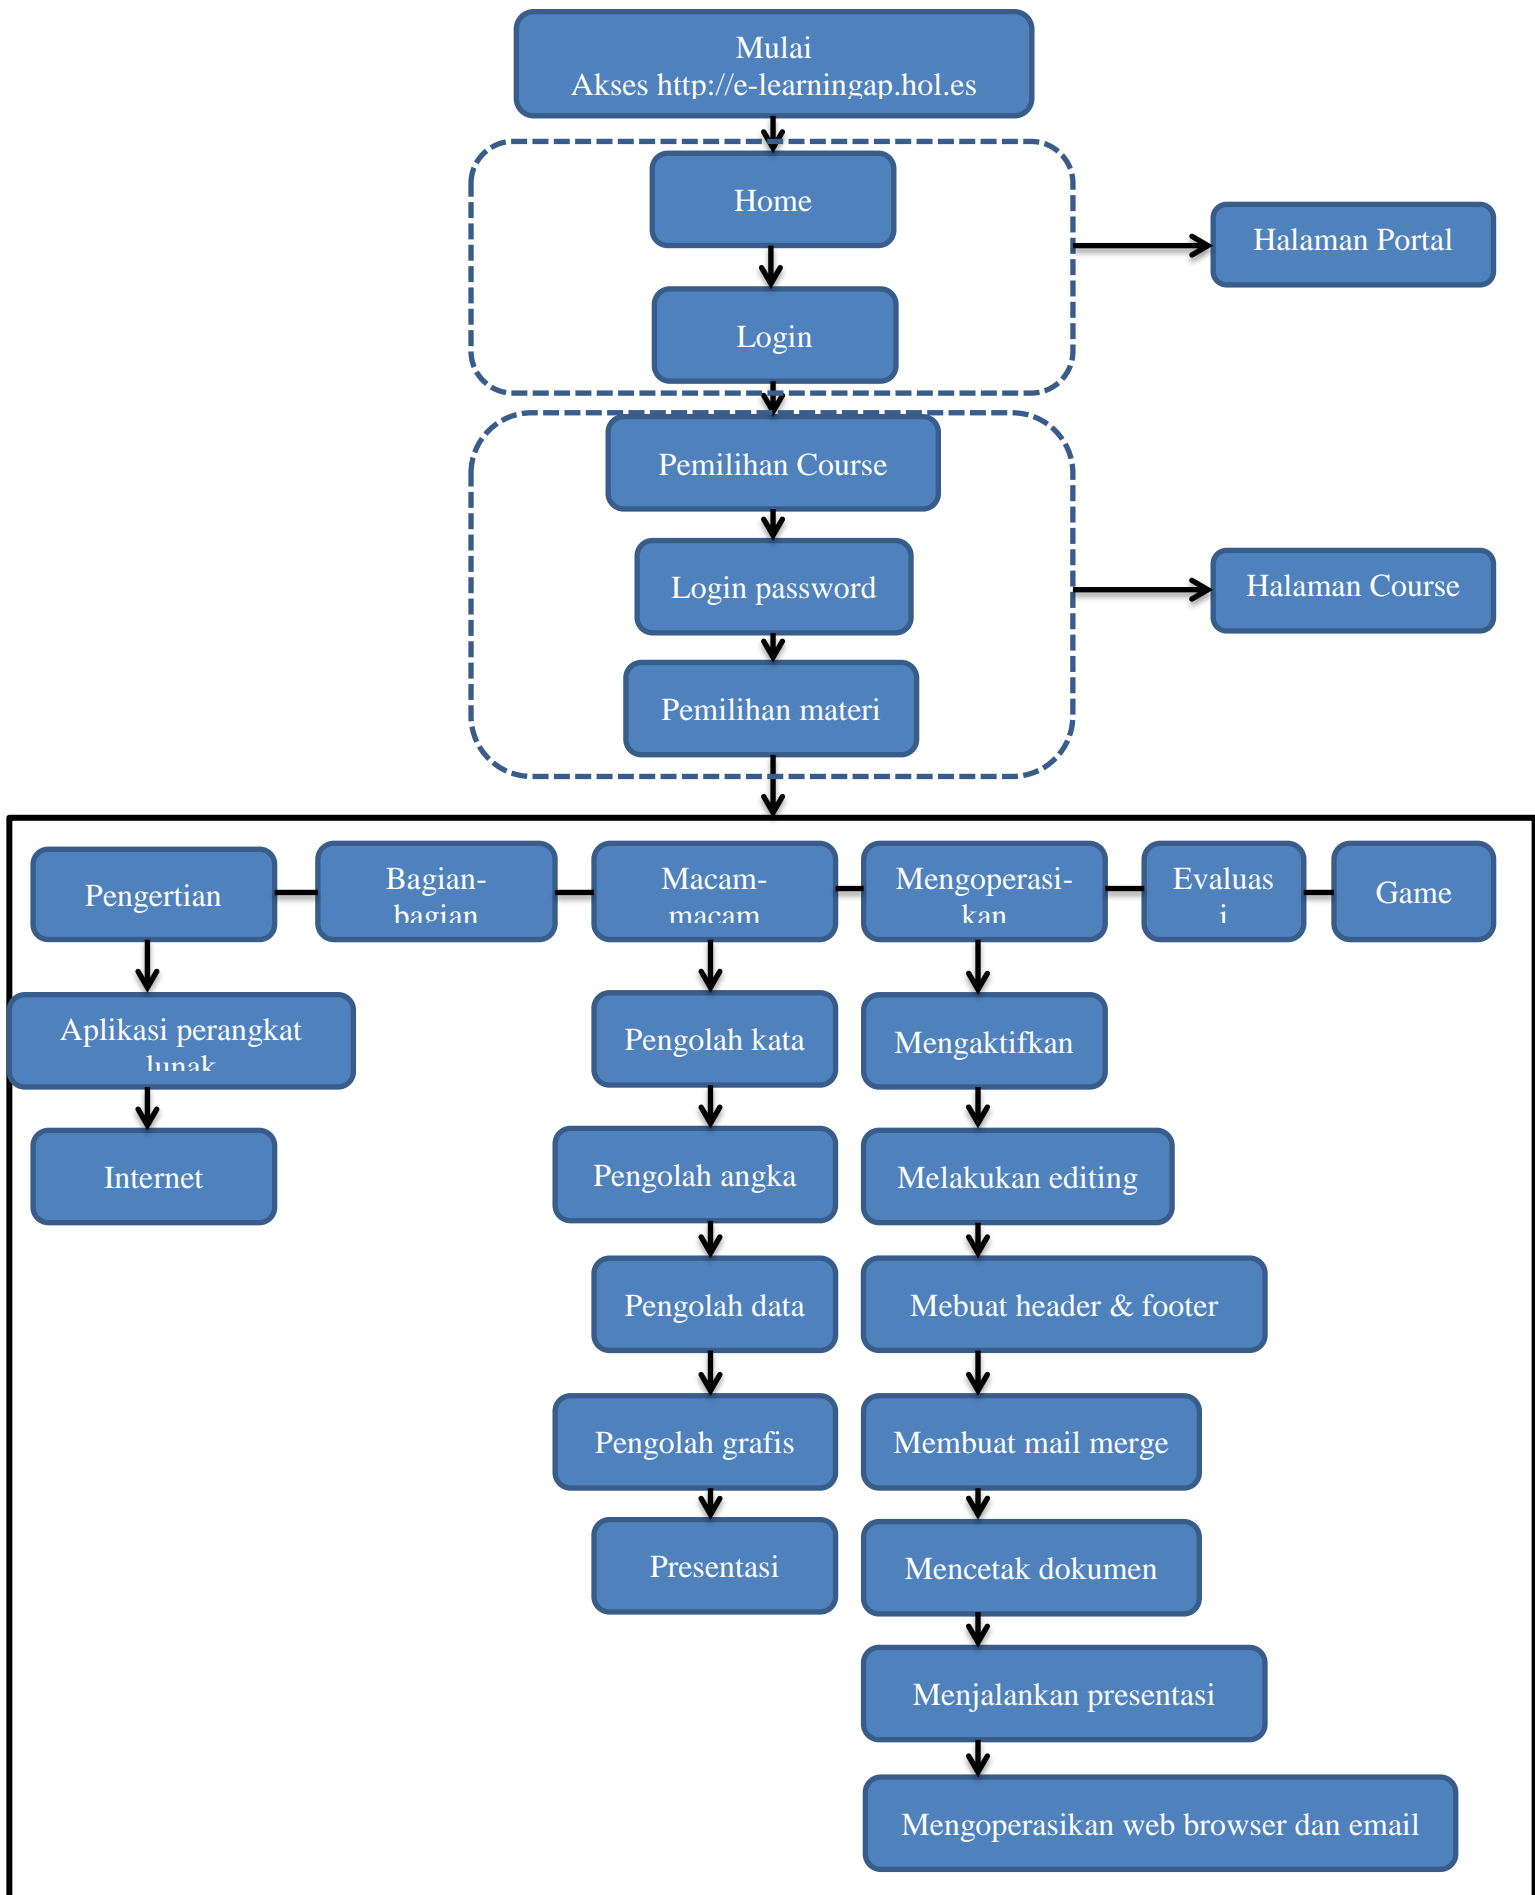 Mulai
Akses http://e-learningap.hol.es
Home
Halaman Portal
Login
Pemilihan Course
Login password
Halaman Course
Pemilihan materi
Pengertian
Bagian-
bagian
Macam-
macam
Mengoperasi-
kan
Evaluas
i
Game
Aplikasi perangkat
lunak
Internet
Pengolah kata
Pengolah angka
Pengolah data
Pengolah grafis
Presentasi
Mengaktifkan
Melakukan editing
Mebuat header & footer
Membuat mail merge
Mencetak dokumen
Menjalankan presentasi
Mengoperasikan web browser dan email